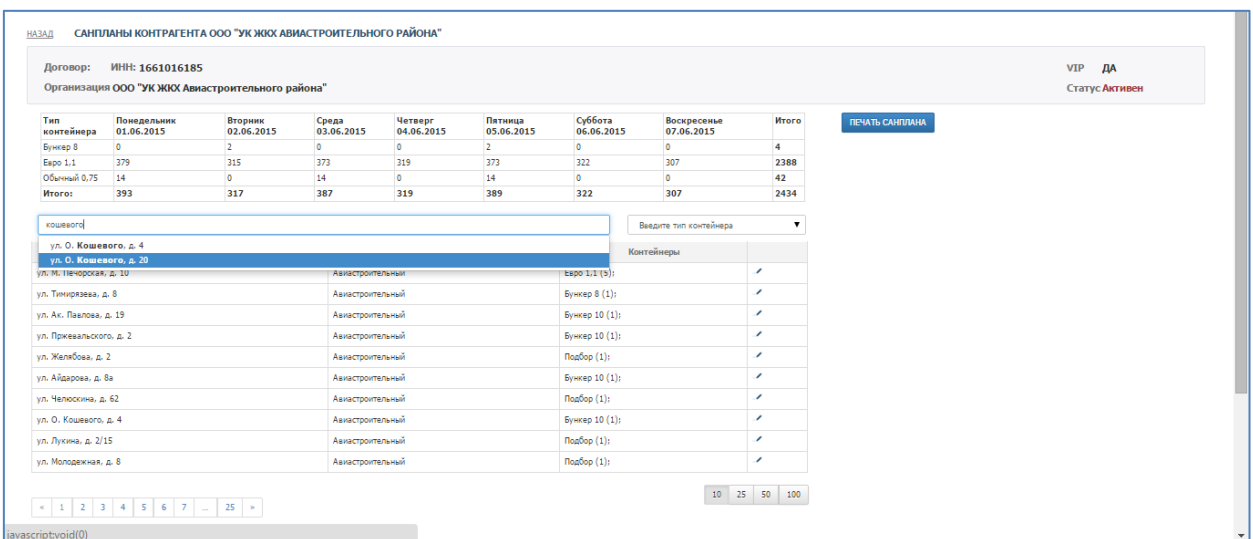 НАЗАД САНПЛАНЫ КОНТРАГЕНТА ООО "УК ЖКХ АВИАСТРОИТЕЛЬНОГО РАЙОНА"
Договор: ИНН: 1661016185 VIP ДА
Организация ООО "УК ЖКХ Авиастроительного района" Статус Активен
Тип контейнера Понедельник 01.06.2015 Вторник 02.06.2015 Среда 03.06.2015 Четверг 04.06.2015 Пятница 05.06.2015 Суббота 06.06.2015 Воскресенье 07.06.2015 Итого ПЕЧАТЬ САНПЛАНА
Бункер 8 0 2 0 0 2 0 0 4
Евро 1,1 379 315 373 319 373 322 307 2388
Обычный 0,75 14 0 14 0 14 0 0 42
Итого: 393 317 387 319 389 322 307 2434
кошевого Введите тип контейнера
ул. О. Кошевого, д. 4
Контейнеры
ул. О. Кошевого, д. 20
ул. М. Печорская, д. 10 Авиастроительный Евро 1,1 (5);
ул. Тимирязева, д. 8 Авиастроительный Бункер 8 (1);
ул. Ак. Павлова, д. 19 Авиастроительный Бункер 10 (1);
ул. Пржевальского, д. 2 Авиастроительный Бункер 10 (1);
ул. Желябова, д. 2 Авиастроительный Подбор (1);
ул. Айдарова, д. 8а Авиастроительный Бункер 10 (1);
ул. Челюскина, д. 62 Авиастроительный Подбор (1);
ул. О. Кошевого, д. 4 Авиастроительный Бункер 10 (1);
ул. Лукина, д. 2/15 Авиастроительный Подбор (1);
ул. Молодежная, д. 8 Авиастроительный Подбор (1);
10 25 50 100
« 1 2 3 4 5 6 7 ... 25 »
javascript:void(0)